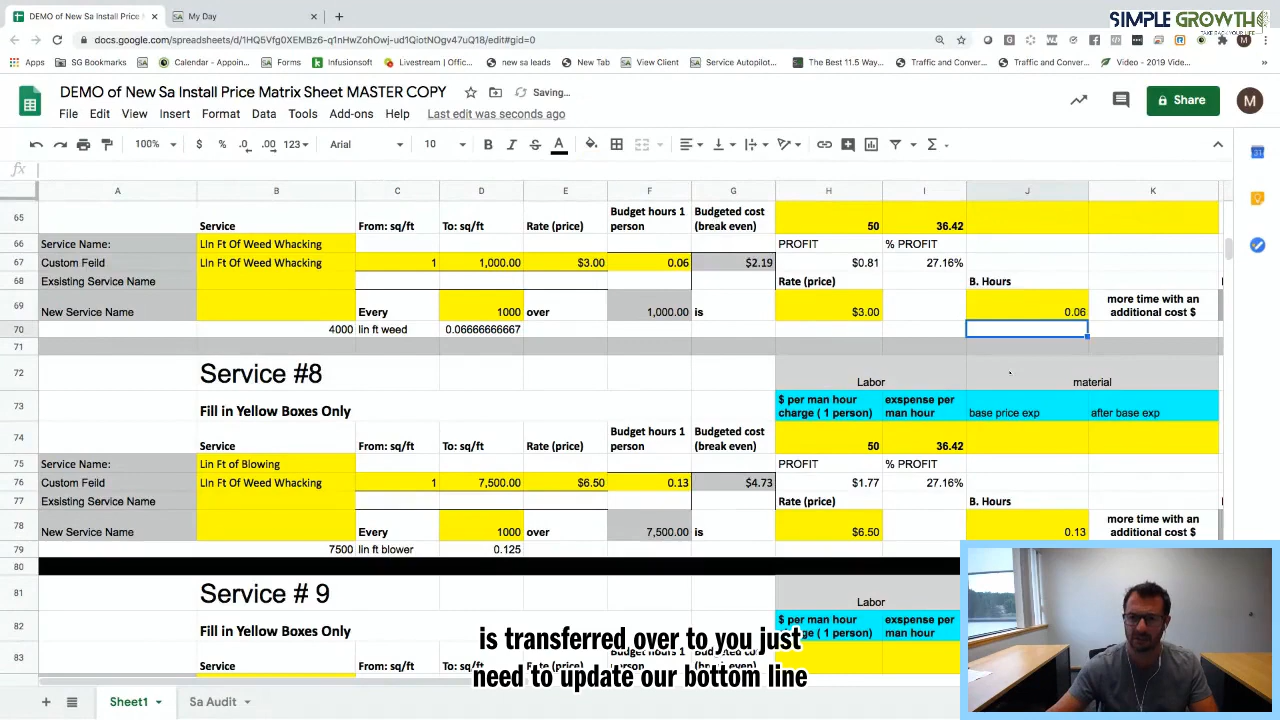 DEMO of New Sa Install Price M
My Day
SIMPLE GROWTH
TAKE BACK YOUR LIFE
docs.google.com/spreadsheets/d/1HQ5Vfg0XEMBz6-q1nHwZohOwj-ud1QiotNOgv47uQ18/edit#gid=0
Apps
SG Bookmarks
Calendar - Appoin...
Forms
Infusionsoft
Livestream | Offic...
new sa leads
New Tab
View Client
Service Autopilot...
The Best 11.5 Way...
Traffic and Conver...
Traffic and Conver...
Video - 2019 Vide...
DEMO of New Sa Install Price Matrix Sheet MASTER COPY
Saving...
File Edit View Insert Format Data Tools Add-ons Help Last edit was seconds ago
Share
M
100% $ % .0 .00 123 Arial 10 B I S A
fx
A B C D E F G H I J K
65 Service From: sq/ft To: sq/ft Rate (price) Budget hours 1 person Budgeted cost (break even) 50 36.42
66 Service Name: LIn Ft Of Weed Whacking PROFIT % PROFIT
67 Custom Feild LIn Ft Of Weed Whacking 1 1,000.00 $3.00 0.06 $2.19 $0.81 27.16%
68 Exsisting Service Name Rate (price) B. Hours
69 New Service Name Every 1000 over 1,000.00 is $3.00 0.06 more time with an additional cost $
70 4000 lin ft weed 0.06666666667
71
72 Service #8 Labor material
73 Fill in Yellow Boxes Only $ per man hour charge ( 1 person) exspense per man hour base price exp after base exp
74 Service From: sq/ft To: sq/ft Rate (price) Budget hours 1 person Budgeted cost (break even) 50 36.42
75 Service Name: Lin Ft of Blowing PROFIT % PROFIT
76 Custom Feild LIn Ft Of Weed Whacking 1 7,500.00 $6.50 0.13 $4.73 $1.77 27.16%
77 Exsisting Service Name Rate (price) B. Hours
78 New Service Name Every 1000 over 7,500.00 is $6.50 0.13 more time with an additional cost $
79 7500 lin ft blower 0.125
80
81 Service # 9 Labor
82 Fill in Yellow Boxes Only $ per man hour charge ( 1 person) exspense per man hour
83 Service From: sq/ft To: sq/ft Rate (price) Budget hours 1 person
is transferred over to you just
need to update our bottom line
Sheet1
Sa Audit